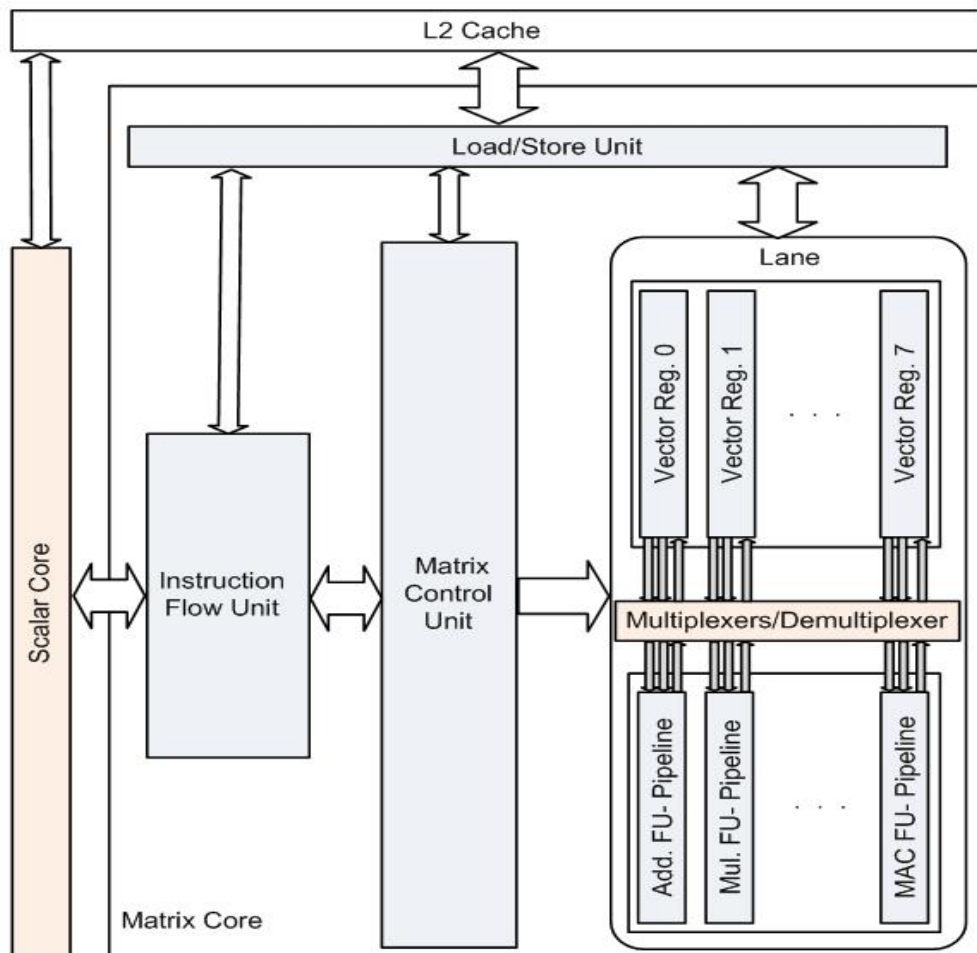 L2 Cache
Load/Store Unit
Scalar Core
Instruction
Flow Unit
Matrix
Control
Unit
Lane
Vector Reg. 0
Vector Reg. 1
. . .
Vector Reg. 7
Multiplexers/Demultiplexer
Add. FU- Pipeline
Mul. FU- Pipeline
. . .
MAC FU- Pipeline
Matrix Core